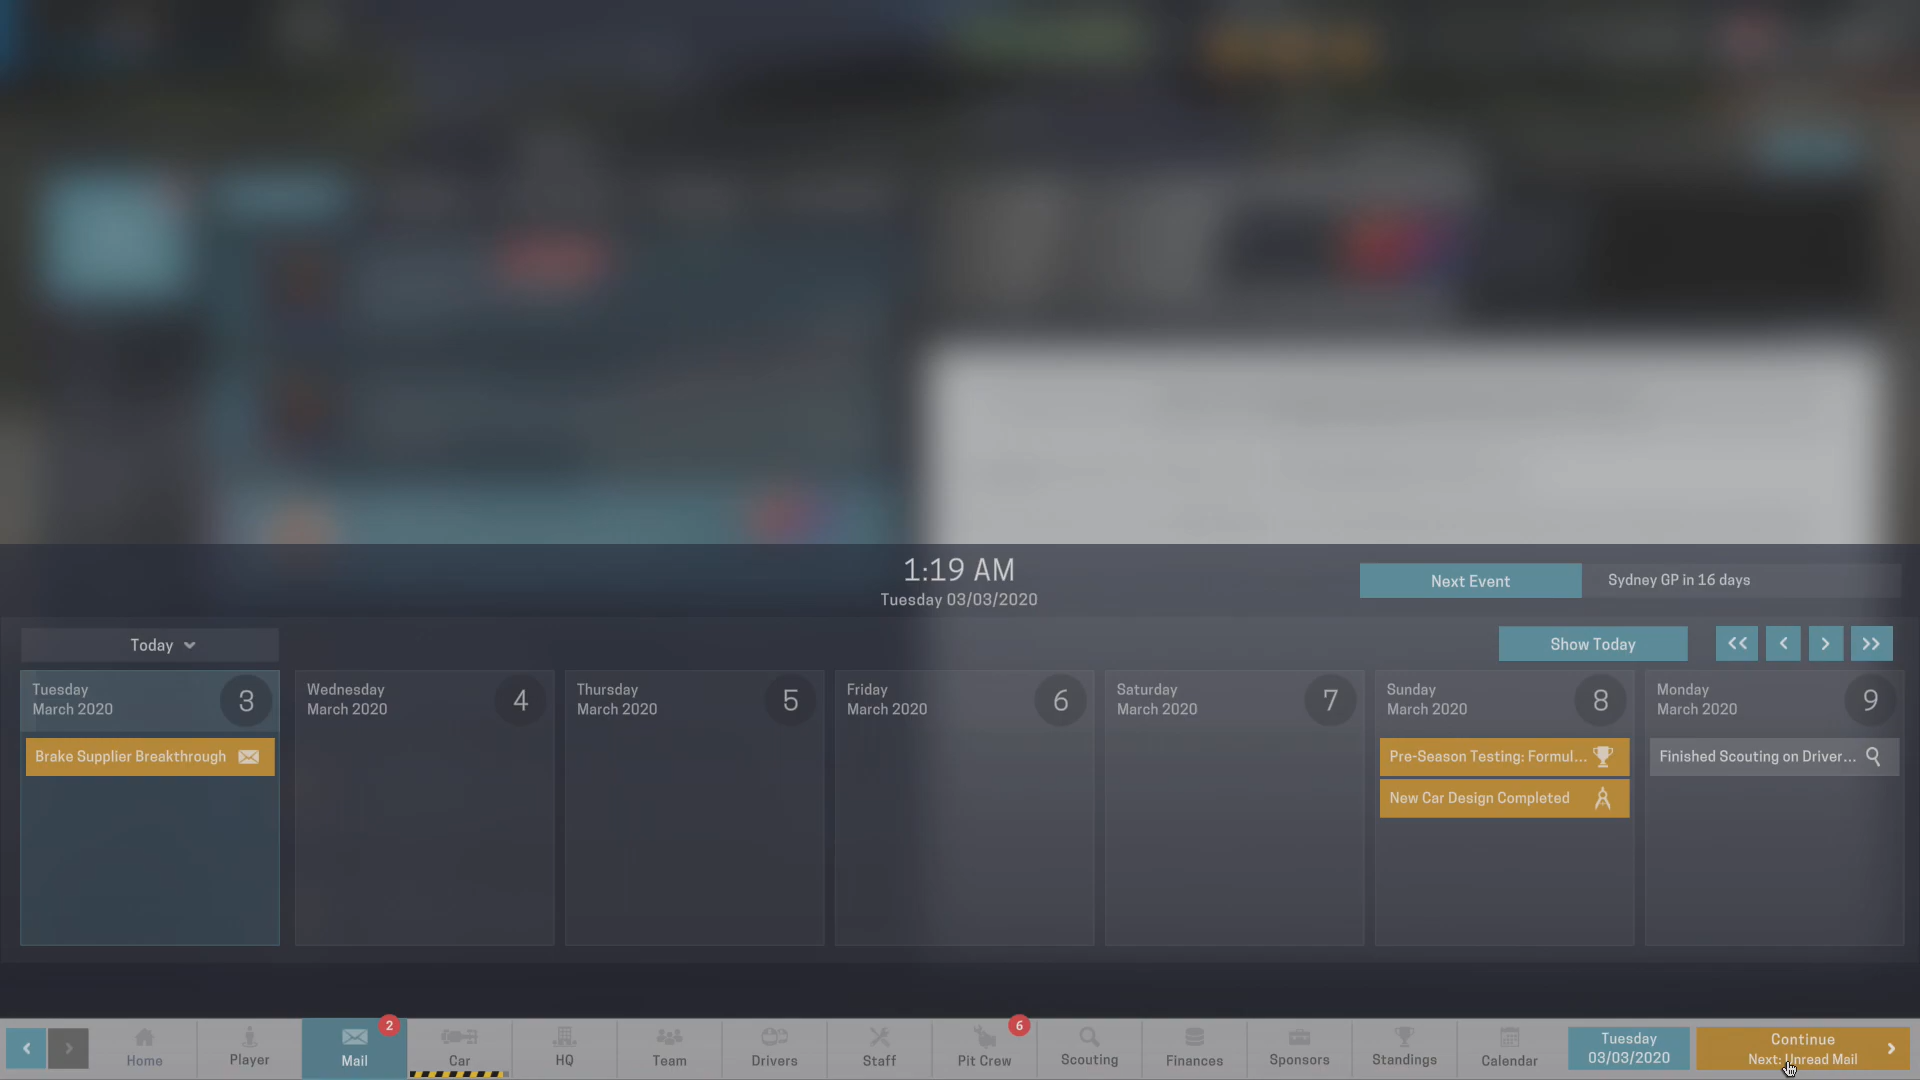 1:19 AM
Tuesday 03/03/2020
Next Event
Sydney GP in 16 days
Today
Show Today
Tuesday
March 2020
3
Wednesday
March 2020
4
Thursday
March 2020
5
Friday
March 2020
6
Saturday
March 2020
7
Sunday
March 2020
8
Monday
March 2020
9
Brake Supplier Breakthrough
Pre-Season Testing: Formul...
New Car Design Completed
Finished Scouting on Driver...
Home
Player
Mail
2
Car
HQ
Team
Drivers
Staff
Pit Crew
6
Scouting
Finances
Sponsors
Standings
Calendar
Tuesday
03/03/2020
Continue
Next: Unread Mail